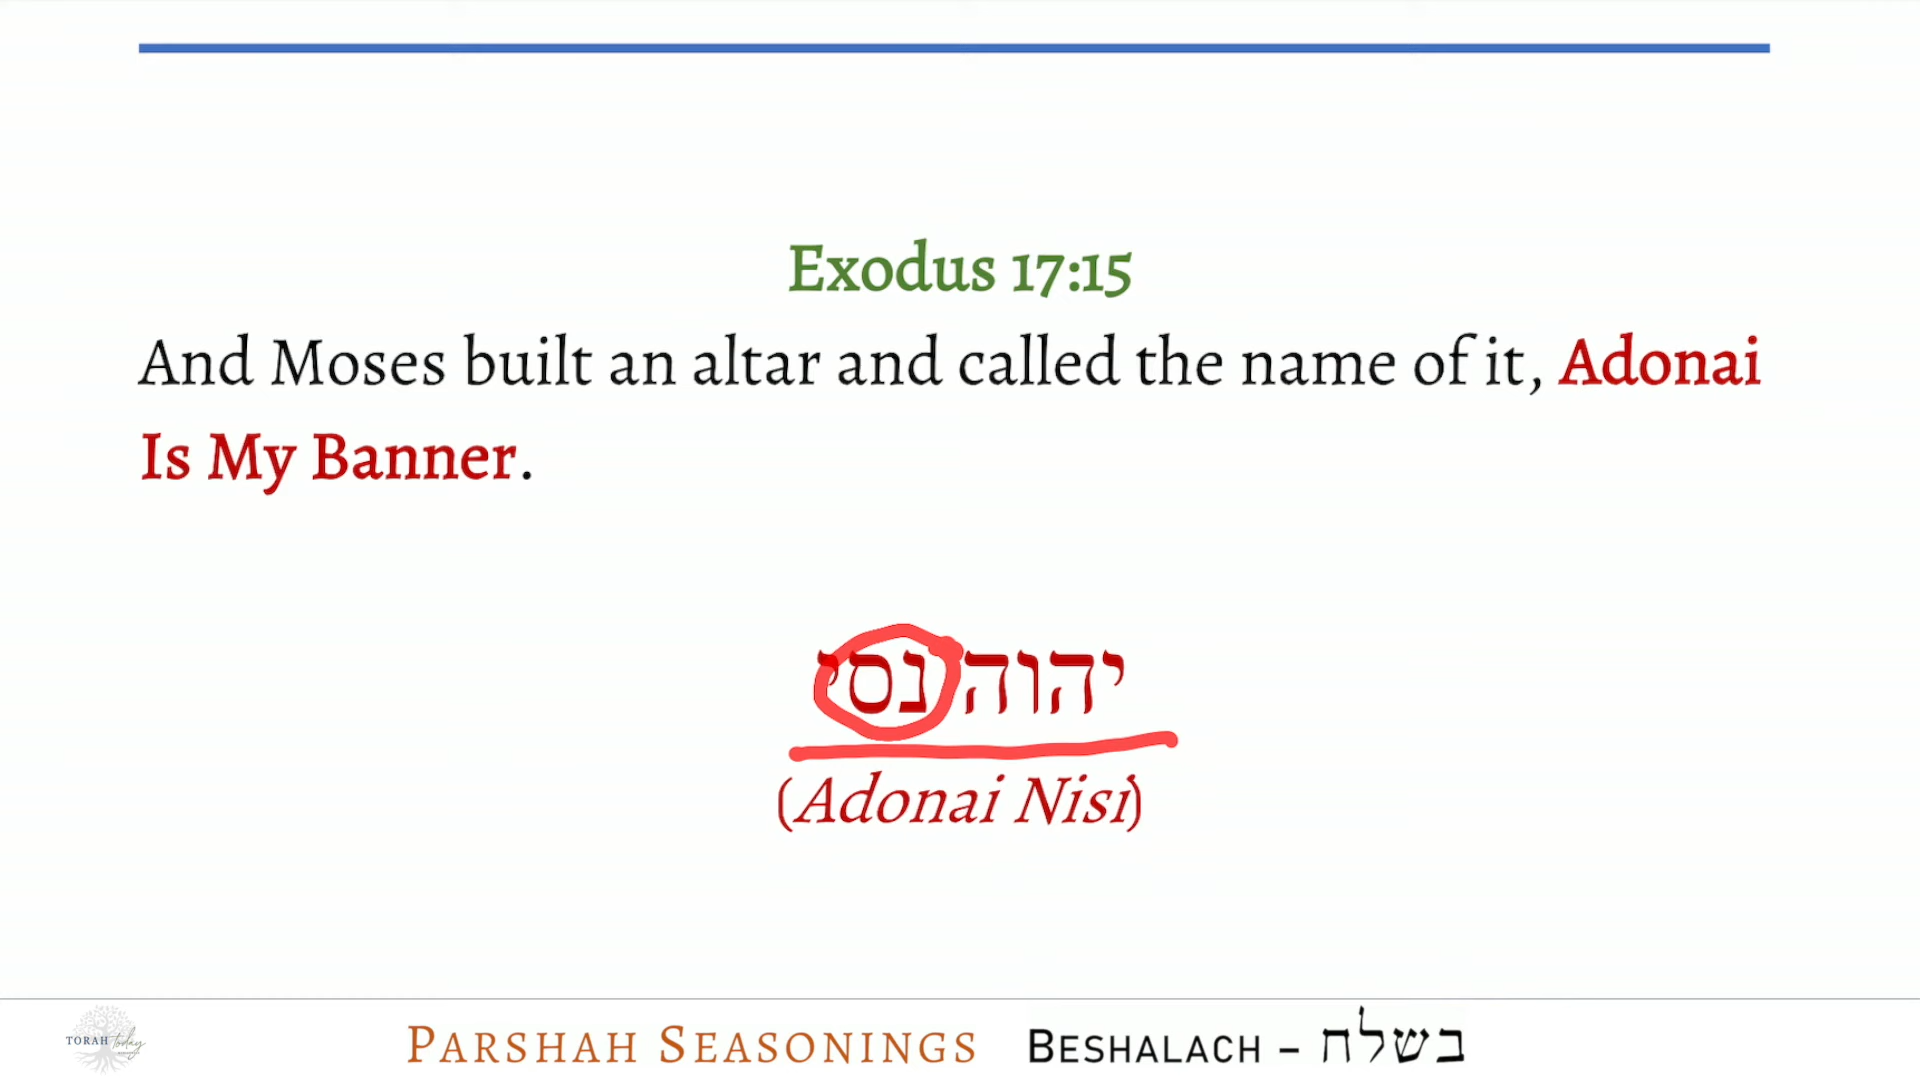 Exodus 17:15
And Moses built an altar and called the name of it, Adonai
Is My Banner.
יהוה נסי
(Adonai Nisi)
TORAH today
PARSHAH SEASONINGS BESHALACH – בשלח